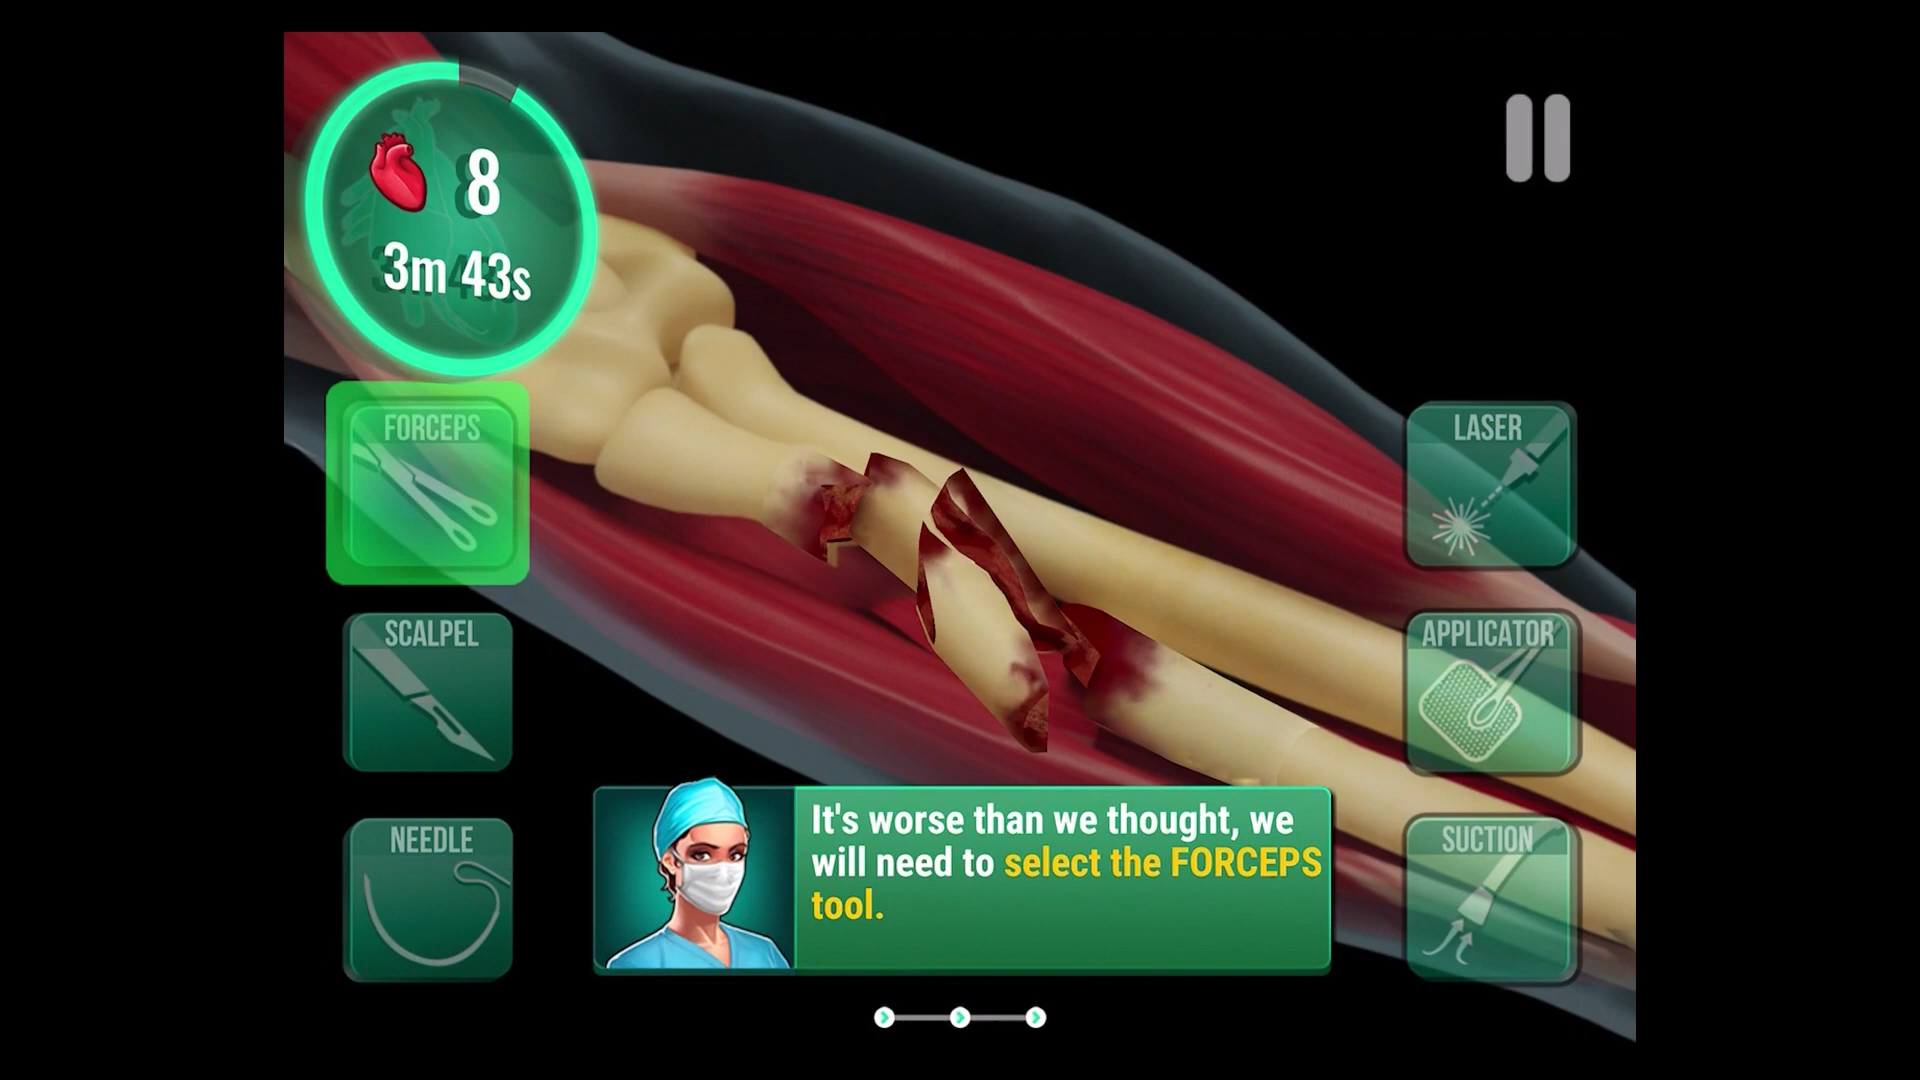 8
3m 43s
FORCEPS
LASER
SCALPEL
APPLICATOR
NEEDLE
SUCTION
It's worse than we thought, we
will need to select the FORCEPS
tool.